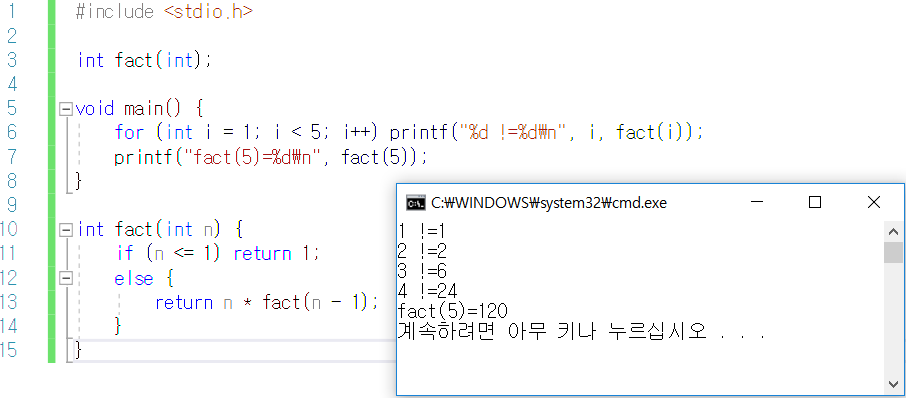 1 #include <stdio.h>
2
3 int fact(int);
4
5 void main() {
6 for (int i = 1; i < 5; i++) printf("%d !=%d₩n", i, fact(i));
7 printf("fact(5)=%d₩n", fact(5));
8 }
9
10 int fact(int n) {
11 if (n <= 1) return 1;
12 else {
13 return n * fact(n - 1);
14 }
15 }
C:₩WINDOWS₩system32₩cmd.exe
1 !=1
2 !=2
3 !=6
4 !=24
fact(5)=120
계속하려면 아무 키나 누르십시오 . . .